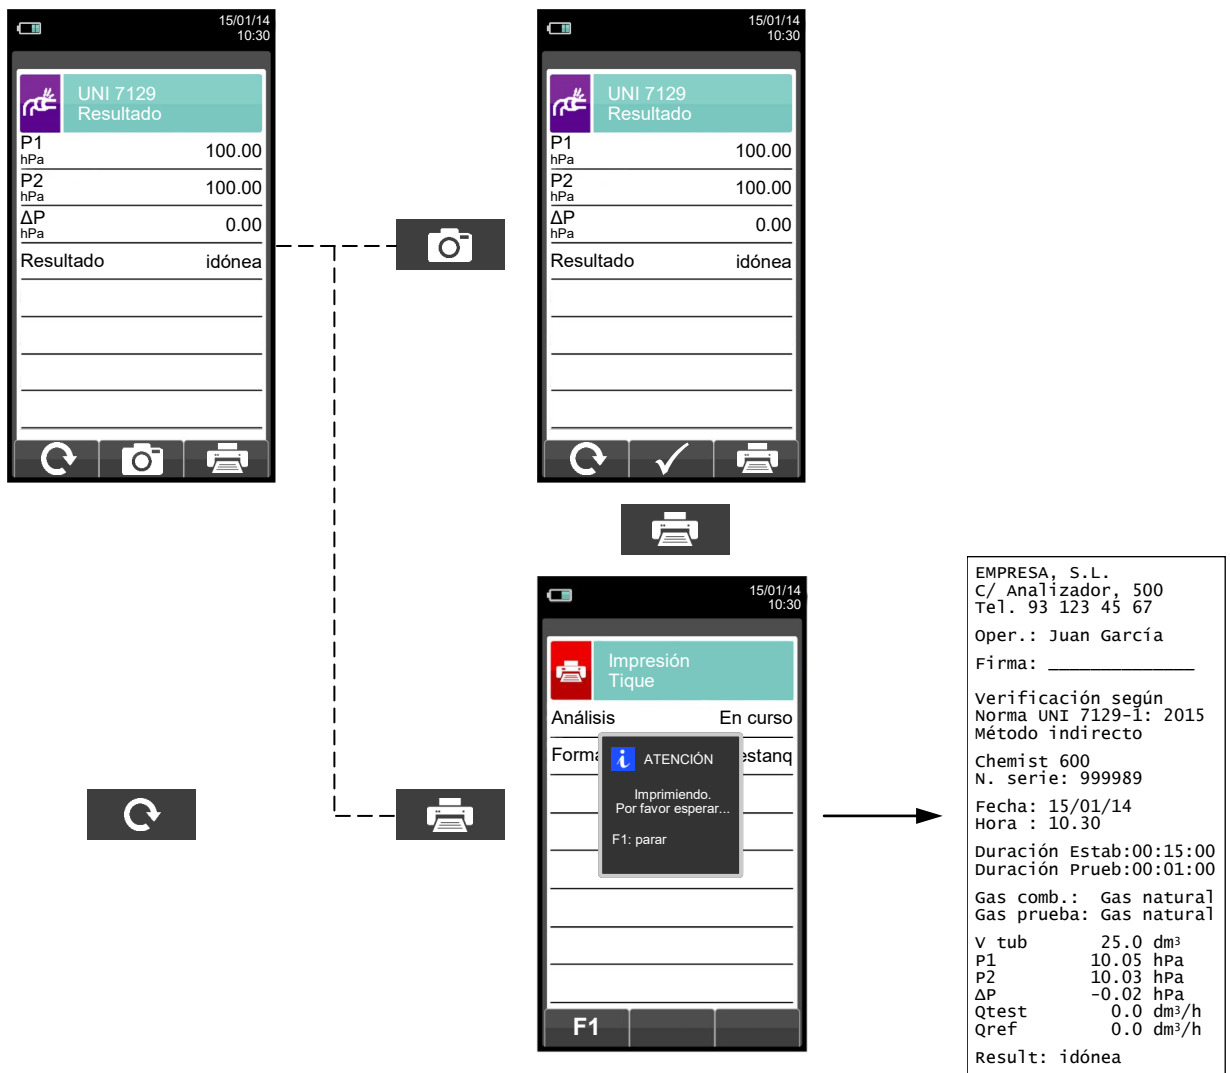 15/01/14
10:30
UNI 7129
Resultado
P1
hPa
100.00
P2
hPa
100.00
ΔP
hPa
0.00
Resultado idónea
15/01/14
10:30
UNI 7129
Resultado
P1
hPa
100.00
P2
hPa
100.00
ΔP
hPa
0.00
Resultado idónea
15/01/14
10:30
Impresión
Tique
Análisis En curso
Forma estanq
i ATENCIÓN
Imprimiendo.
Por favor esperar...
F1: parar
F1
EMPRESA, S.L.
C/ Analizador, 500
Tel. 93 123 45 67
Oper.: Juan García
Firma: ______________
Verificación según
Norma UNI 7129-1: 2015
Método indirecto
Chemist 600
N. serie: 999989
Fecha: 15/01/14
Hora : 10.30
Duración Estab:00:15:00
Duración Prueb:00:01:00
Gas comb.: Gas natural
Gas prueba: Gas natural
V tub 25.0 dm³
P1 10.05 hPa
P2 10.03 hPa
ΔP -0.02 hPa
Qtest 0.0 dm³/h
Qref 0.0 dm³/h
Result: idónea